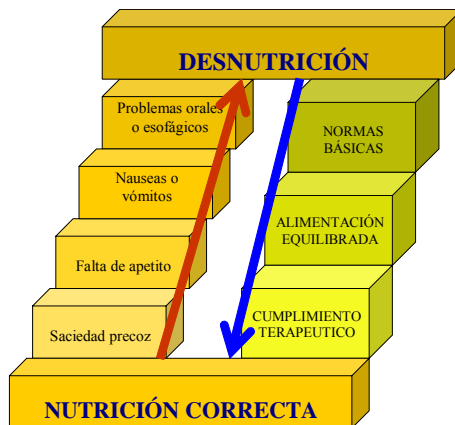 DESNUTRICIÓN
Problemas orales
o esofágicos
Nauseas o
vómitos
Falta de apetito
Saciedad precoz
NORMAS
BÁSICAS
ALIMENTACIÓN
EQUILIBRADA
CUMPLIMIENTO
TERAPEUTICO
NUTRICIÓN CORRECTA